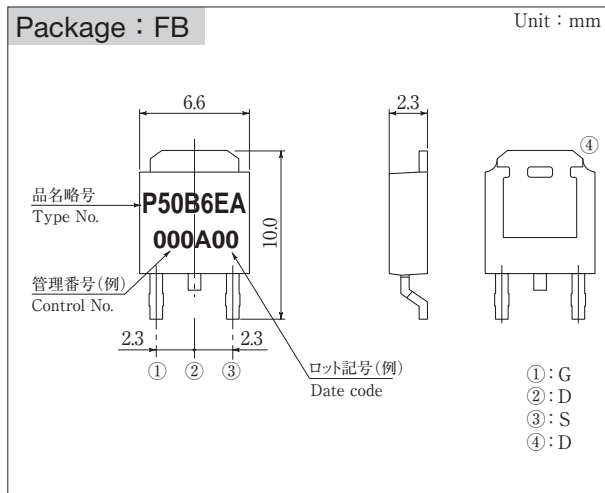 Package：FB
Unit : mm
6.6
2.3
④
品名略号
Type No.
P50B6EA
000A00
10.0
管理番号(例)
Control No.
2.3
2.3
① ② ③
ロット記号(例)
Date code
①: G
②: D
③: S
④: D